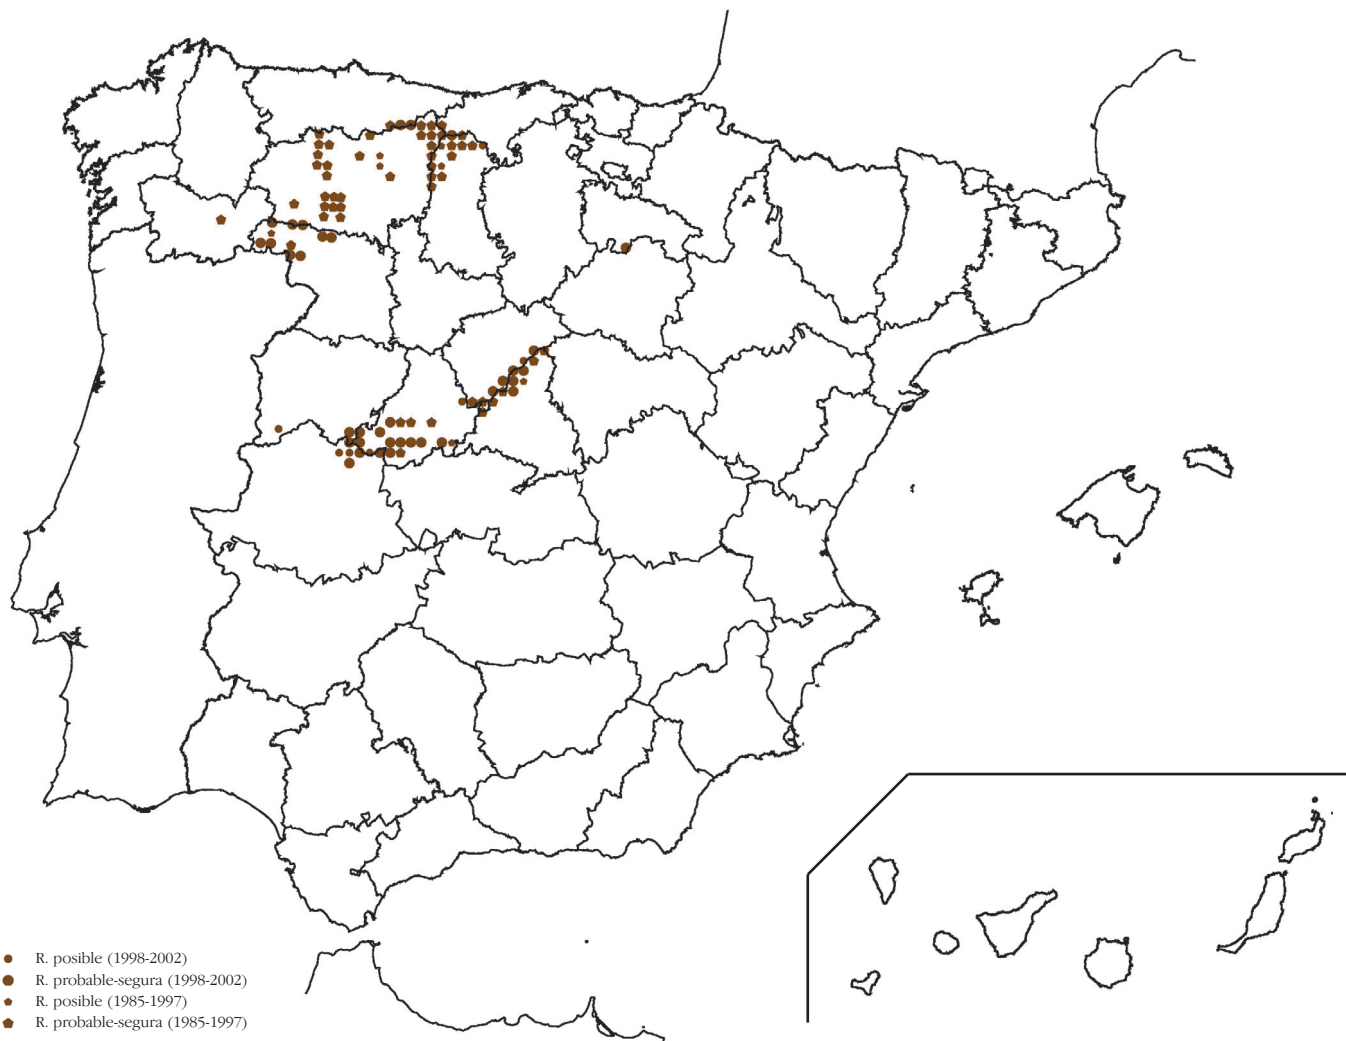 R. posible (1998-2002)
R. probable-segura (1998-2002)
R. posible (1985-1997)
R. probable-segura (1985-1997)